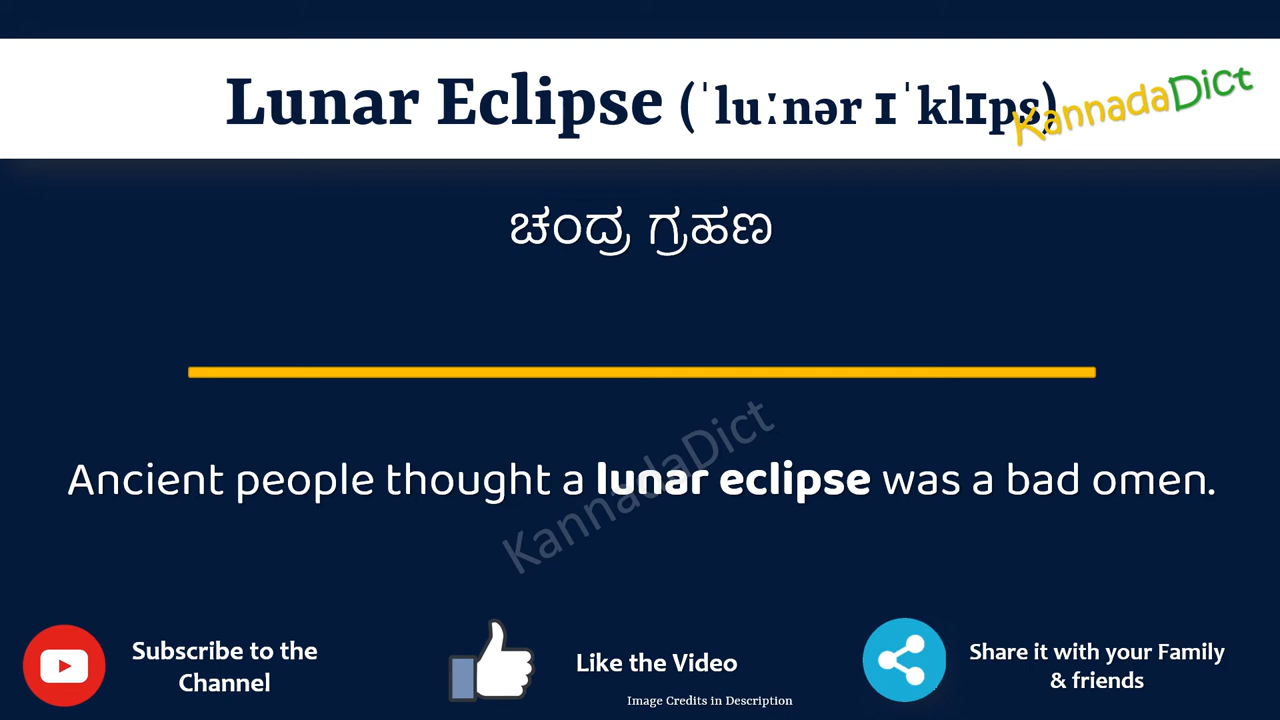 Lunar Eclipse (ˈluːnər ɪˈklɪps)
KannadaDict
ಚಂದ್ರ ಗ್ರಹಣ
KannadaDict
Ancient people thought a lunar eclipse was a bad omen.
Subscribe to the
Channel
Like the Video
Share it with your Family
& friends
Image Credits in Description